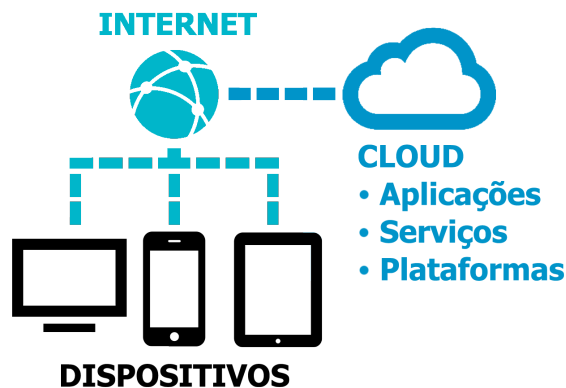 INTERNET
CLOUD
• Aplicações
• Serviços
• Plataformas
DISPOSITIVOS